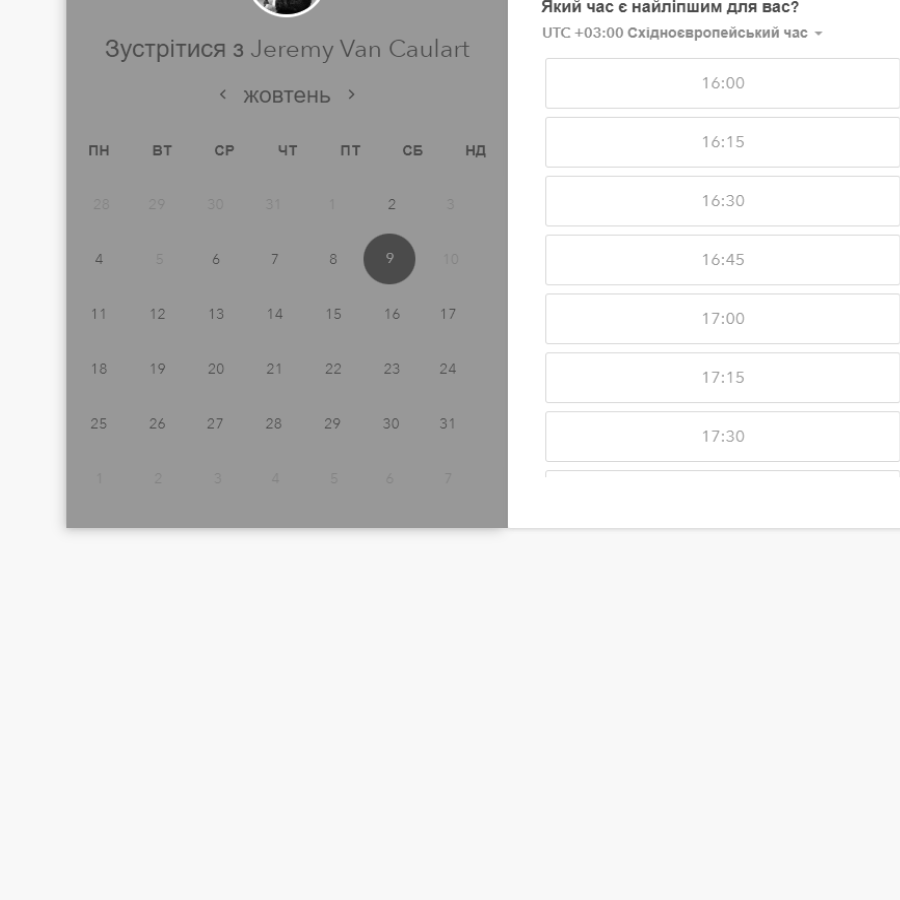 Зустрітися з Jeremy Van Caulart
‹ жовтень ›
ПН ВТ СР ЧТ ПТ СБ НД
28 29 30 31 1 2 3
4 5 6 7 8 9 10
11 12 13 14 15 16 17
18 19 20 21 22 23 24
25 26 27 28 29 30 31
1 2 3 4 5 6 7
Який час є найліпшим для вас?
UTC +03:00 Східноєвропейський час
16:00
16:15
16:30
16:45
17:00
17:15
17:30